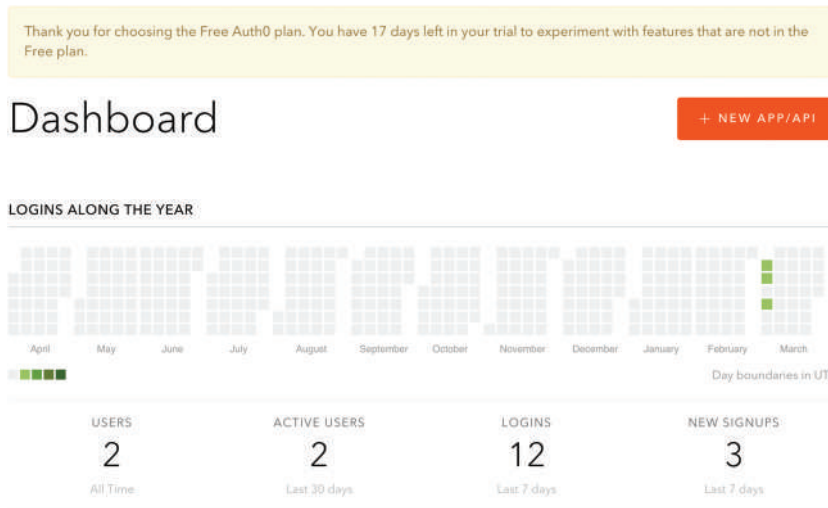 Thank you for choosing the Free Auth0 plan. You have 17 days left in your trial to experiment with features that are not in the
Free plan.
Dashboard
+ NEW APP/API
LOGINS ALONG THE YEAR
April May June July August September October November December January February March
Day boundaries in UT
USERS ACTIVE USERS LOGINS NEW SIGNUPS
2 2 12 3
All Time Last 30 days Last 7 days Last 7 days